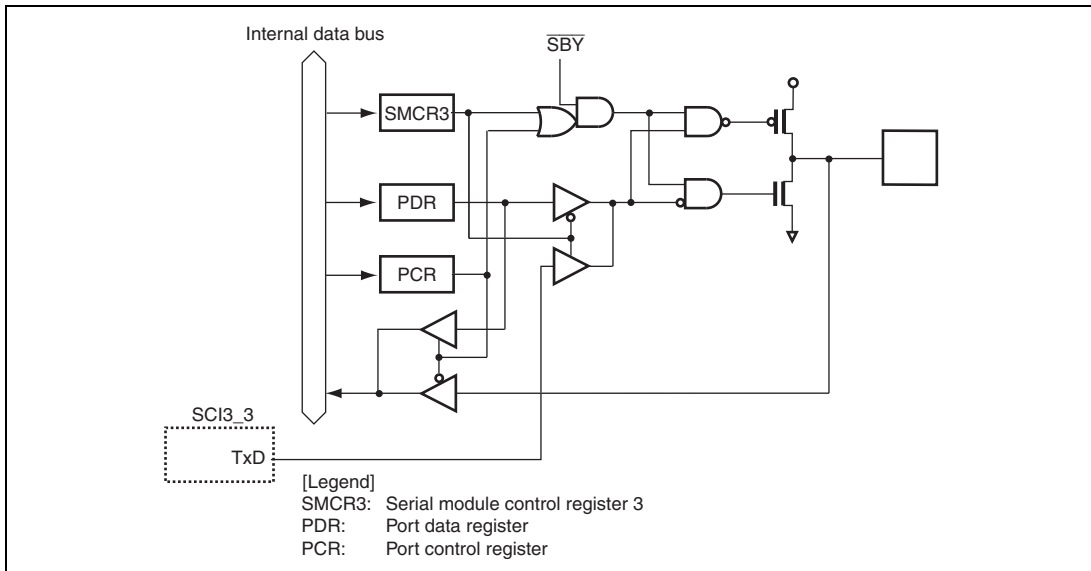 Internal data bus
SBY
SMCR3
PDR
PCR
SCI3_3
TxD
[Legend]
SMCR3: Serial module control register 3
PDR: Port data register
PCR: Port control register